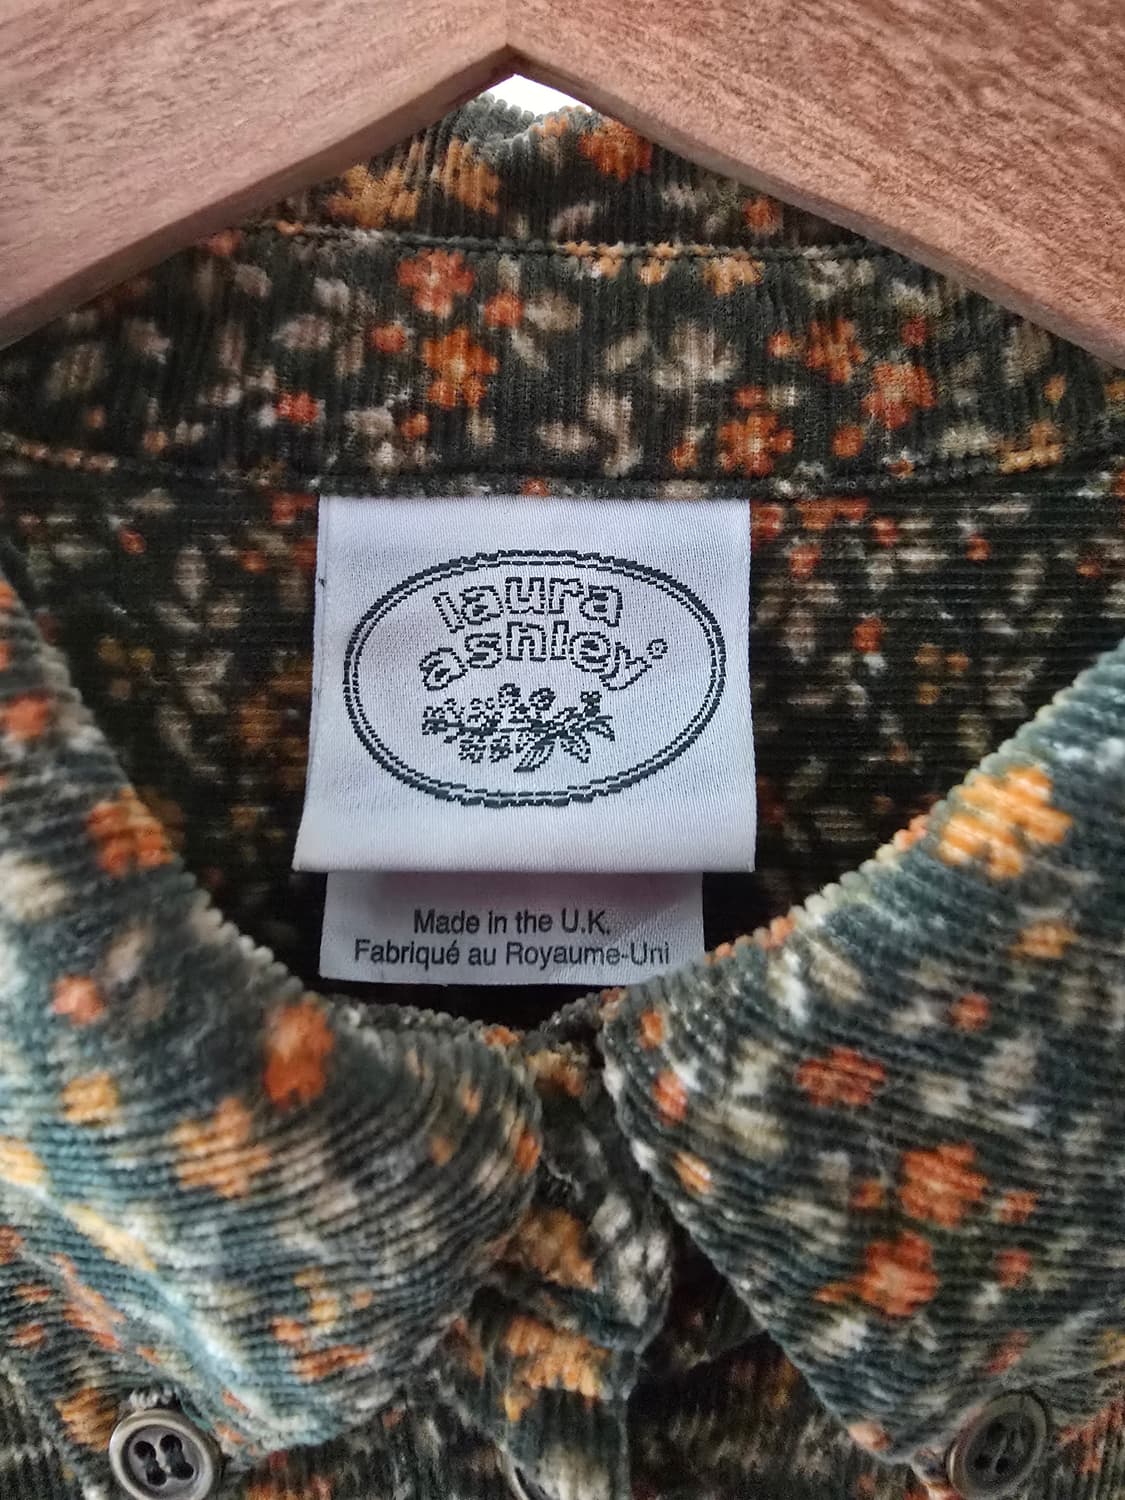 laura
ashley®
Made in the U.K.
Fabriqué au Royaume-Uni